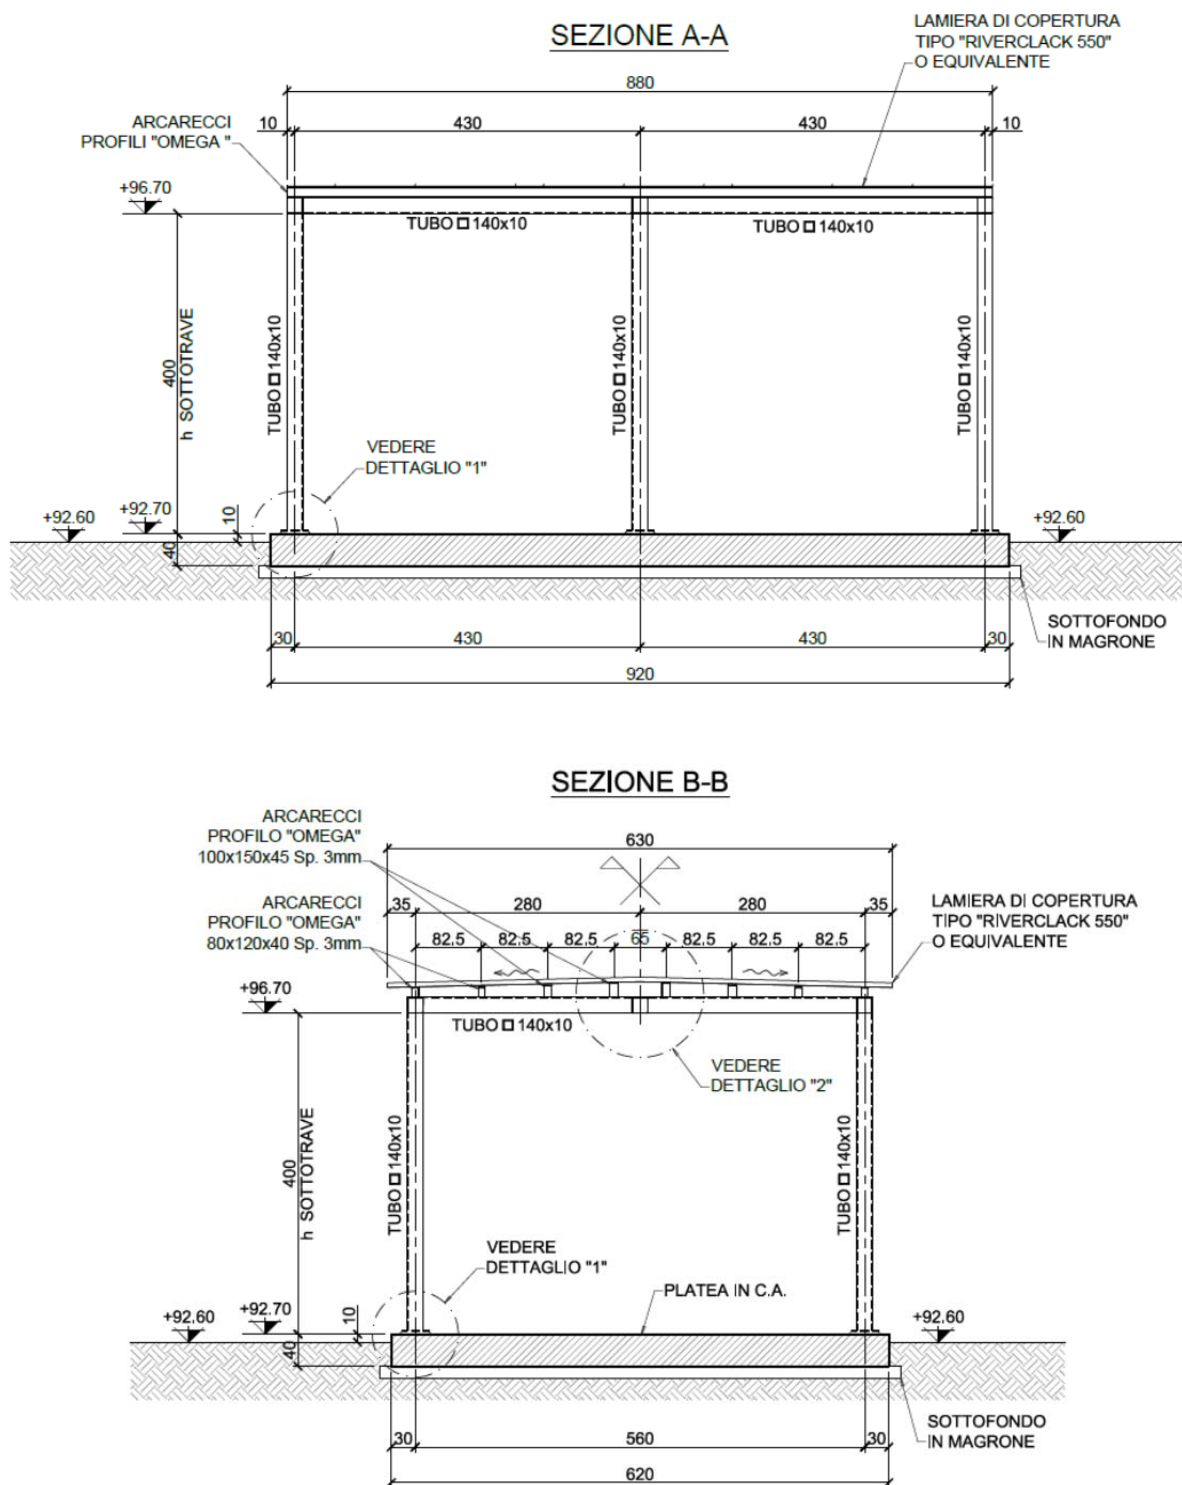 SEZIONE A-A
LAMIERA DI COPERTURA
TIPO "RIVERCLACK 550"
O EQUIVALENTE
880
ARCARECCI
PROFILI "OMEGA "
10
430
430
10
+96.70
TUBO 140x10
TUBO 140x10
400
h SOTTOTRAVE
TUBO 140x10
TUBO 140x10
TUBO 140x10
VEDERE
DETTAGLIO "1"
+92.60
+92.70
10
40
+92.60
30
430
430
30
SOTTOFONDO
IN MAGRONE
920
SEZIONE B-B
ARCARECCI
PROFILO "OMEGA"
100x150x45 Sp. 3mm
630
ARCARECCI
PROFILO "OMEGA"
80x120x40 Sp. 3mm
35
280
280
35
LAMIERA DI COPERTURA
TIPO "RIVERCLACK 550"
O EQUIVALENTE
82,5
82,5
82,5
65
82,5
82,5
82,5
+96.70
TUBO 140x10
VEDERE
DETTAGLIO "2"
400
h SOTTOTRAVE
TUBO 140x10
TUBO 140x10
VEDERE
DETTAGLIO "1"
PLATEA IN C.A.
+92.60
+92.70
10
40
+92.60
30
560
30
SOTTOFONDO
IN MAGRONE
620